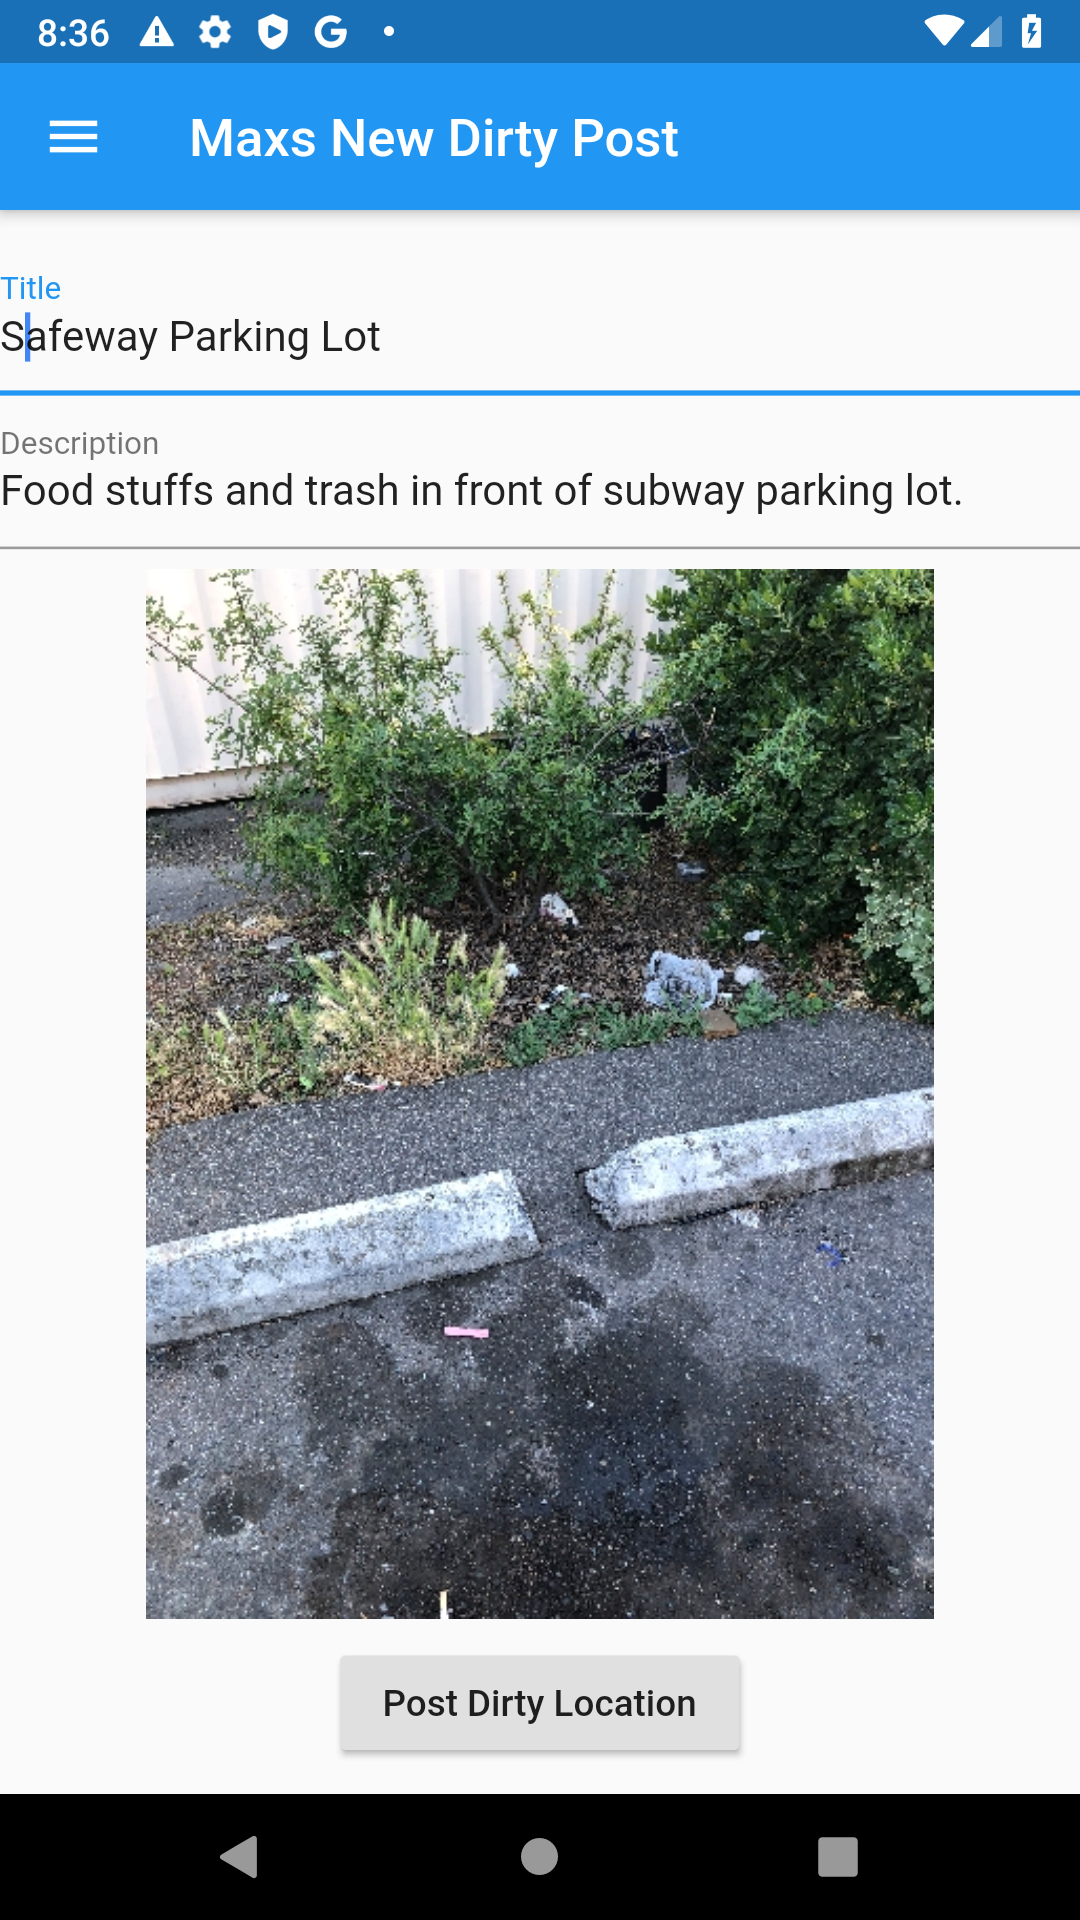 8:36
Maxs New Dirty Post
Title
Safeway Parking Lot
Description
Food stuffs and trash in front of subway parking lot.
Post Dirty Location